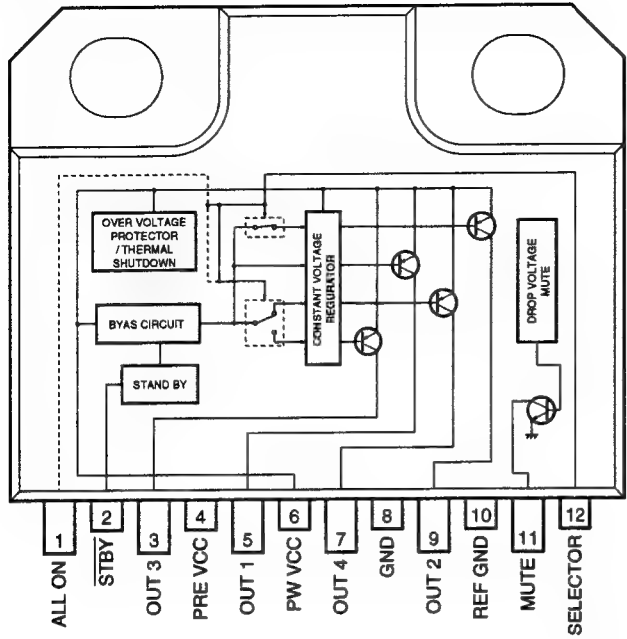 OVER VOLTAGE
PROTECTOR
/ THERMAL
SHUTDOWN
BYAS CIRCUIT
STAND BY
CONSTANT VOLTAGE
REGURATOR
DROP VOLTAGE
MUTE
1
2
3
4
5
6
7
8
9
10
11
12
ALL ON
STBY
OUT 3
PRE VCC
OUT 1
PW VCC
OUT 4
GND
OUT 2
REF GND
MUTE
SELECTOR